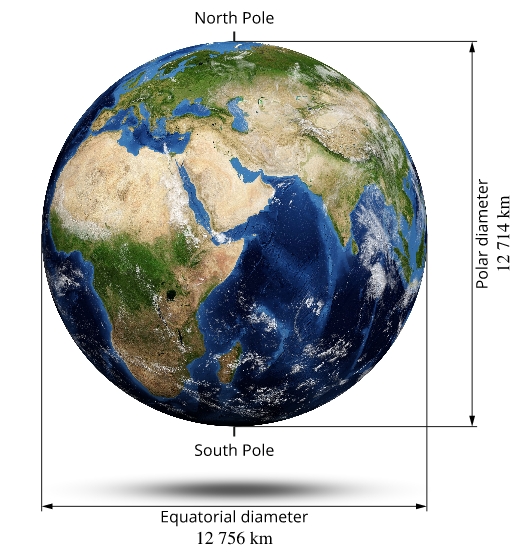 North Pole
Polar diameter
12 714 km
South Pole
Equatorial diameter
12 756 km